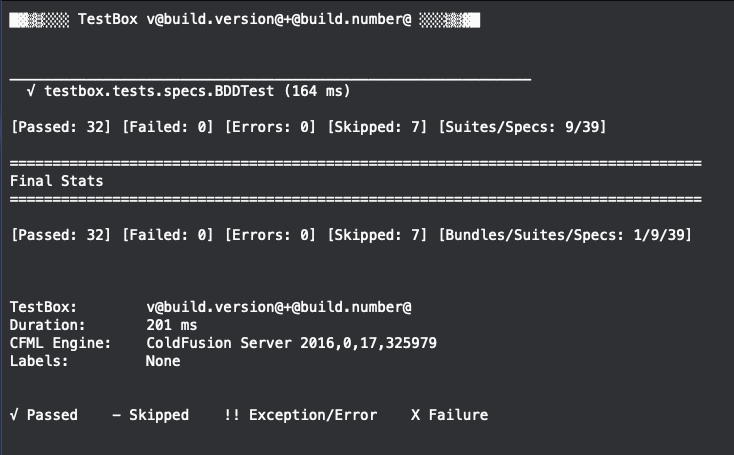 █▓▒▒░░░ TestBox v@build.version@+@build.number@ ░░░▒▒▓█
_____________________________________________________________
√ testbox.tests.specs.BDDTest (164 ms)
[Passed: 32] [Failed: 0] [Errors: 0] [Skipped: 7] [Suites/Specs: 9/39]
=================================================================================
Final Stats
=================================================================================
[Passed: 32] [Failed: 0] [Errors: 0] [Skipped: 7] [Bundles/Suites/Specs: 1/9/39]
TestBox: v@build.version@+@build.number@
Duration: 201 ms
CFML Engine: ColdFusion Server 2016,0,17,325979
Labels: None
√ Passed - Skipped !! Exception/Error X Failure